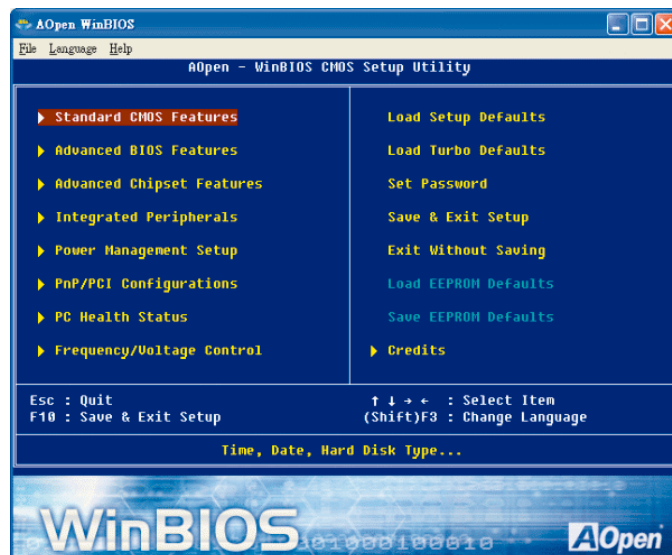 AOpen WinBIOS
File Language Help
AOpen - WinBIOS CMOS Setup Utility
Standard CMOS Features
Advanced BIOS Features
Advanced Chipset Features
Integrated Peripherals
Power Management Setup
PnP/PCI Configurations
PC Health Status
Frequency/Voltage Control
Load Setup Defaults
Load Turbo Defaults
Set Password
Save & Exit Setup
Exit Without Saving
Load EEPROM Defaults
Save EEPROM Defaults
Credits
Esc : Quit
F10 : Save & Exit Setup
↑ ↓ → ← : Select Item
(Shift)F3 : Change Language
Time, Date, Hard Disk Type...
WinBIOS
AOpen